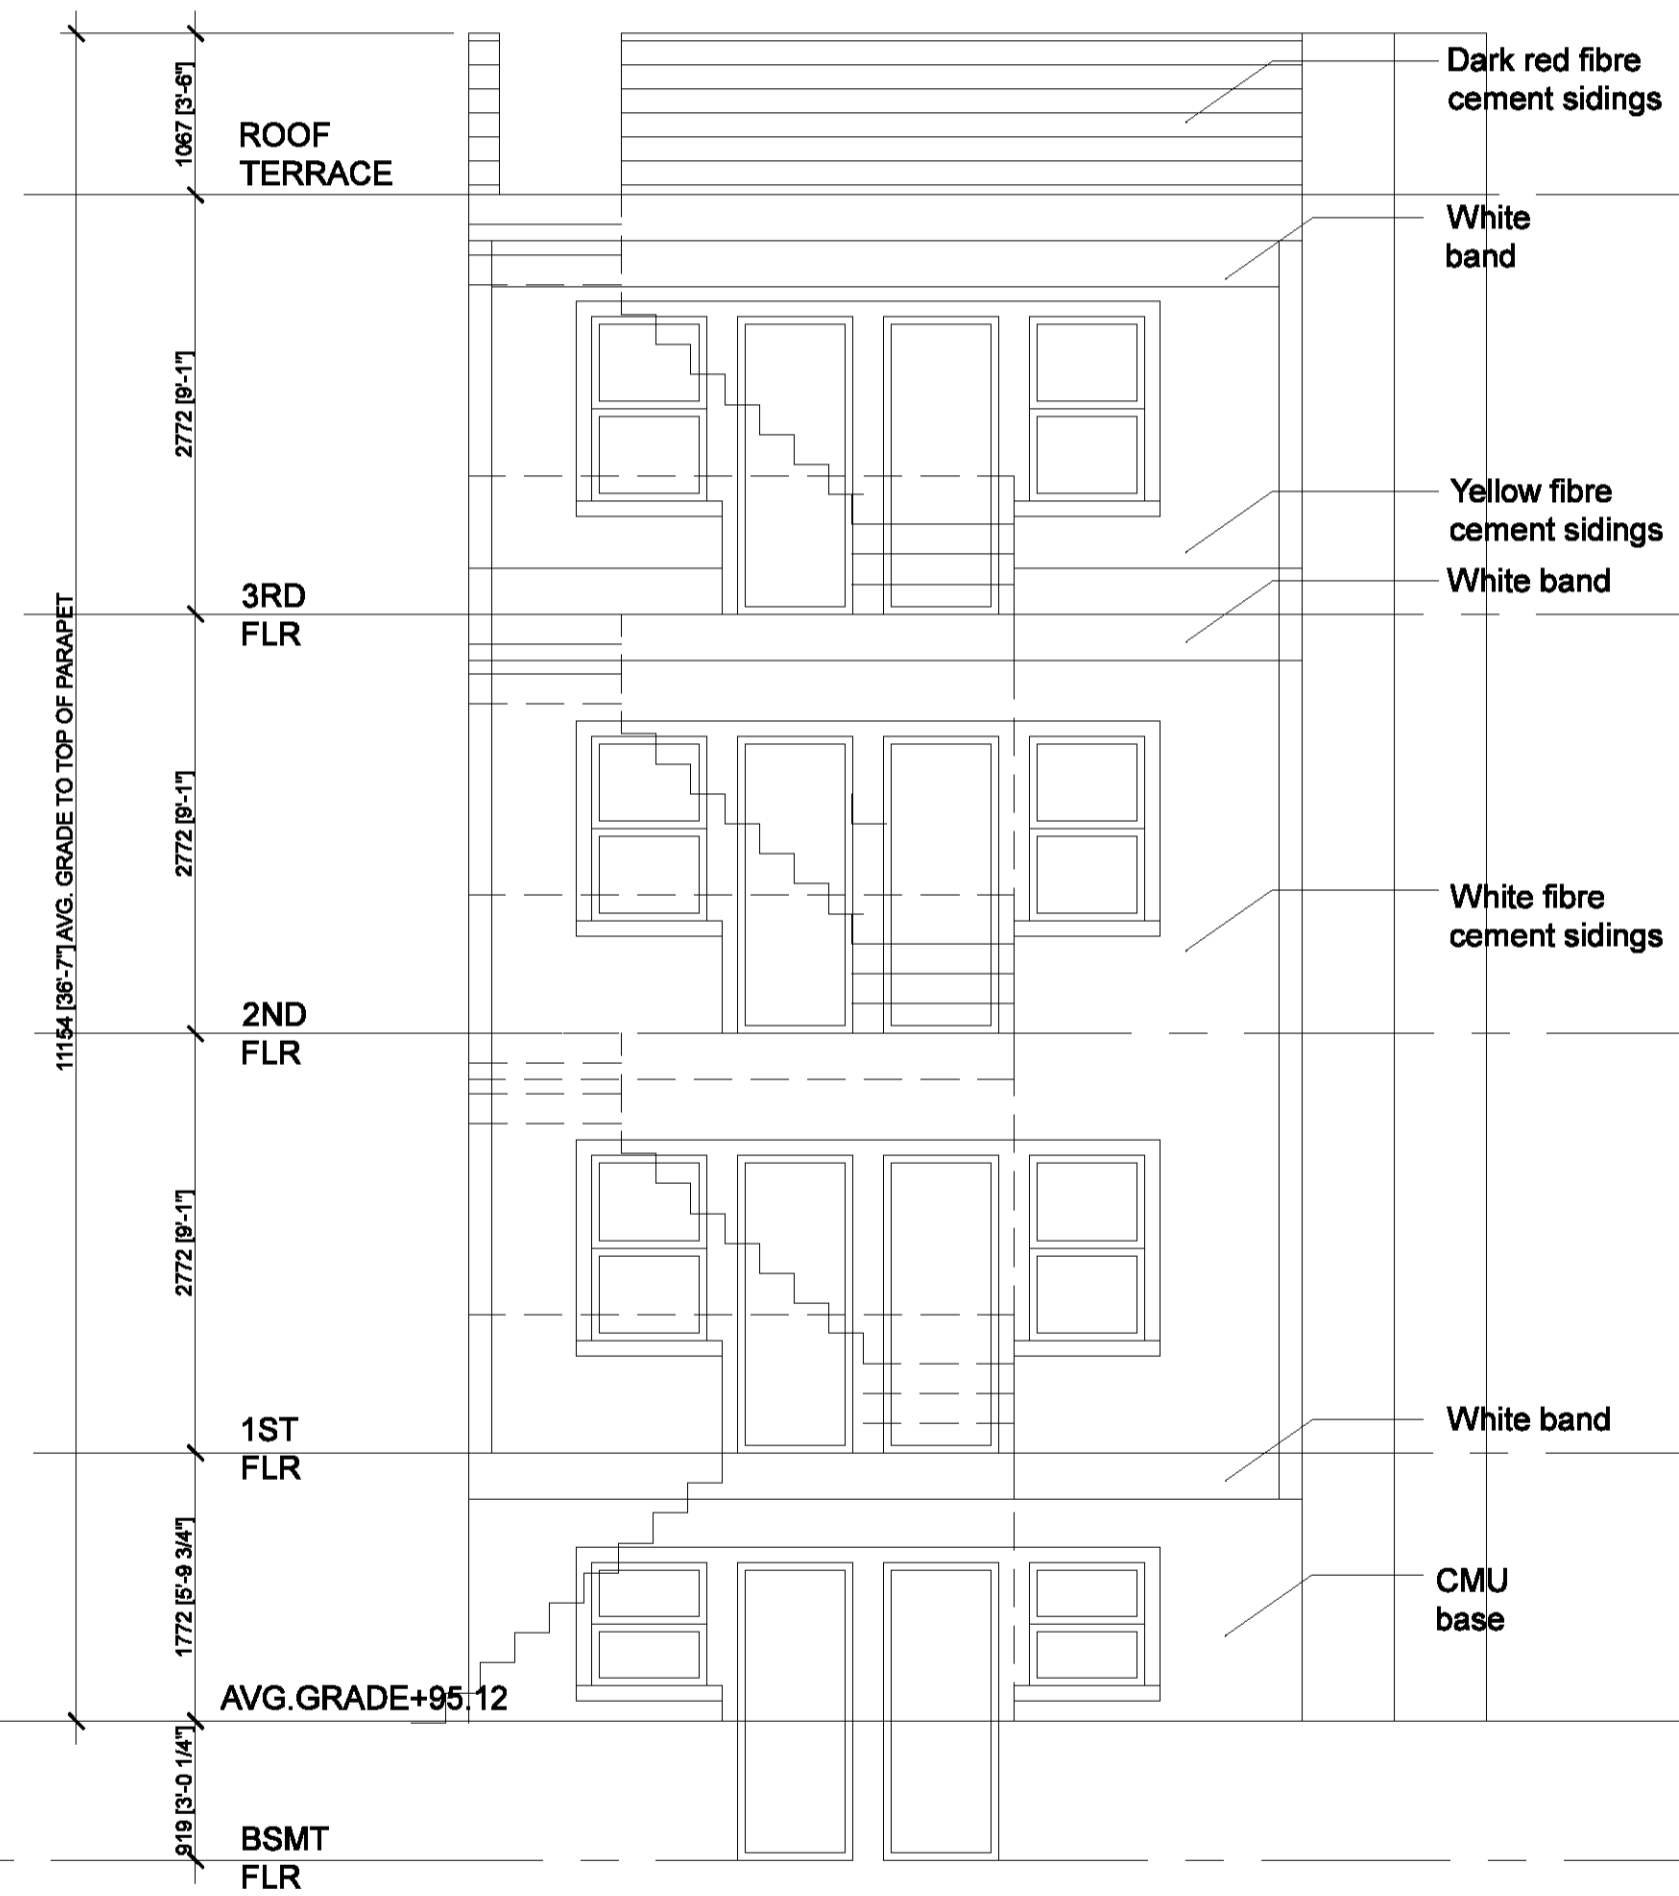 Dark red fibre
cement sidings
1067 [3'-6"]
ROOF
TERRACE
White
band
2772 [9'-1"]
Yellow fibre
cement sidings
White band
3RD
FLR
11154 [36'-7"] AVG. GRADE TO TOP OF PARAPET
2772 [9'-1"]
White fibre
cement sidings
2ND
FLR
2772 [9'-1"]
White band
1ST
FLR
1772 [5'-9 3/4"]
CMU
base
AVG.GRADE+95.12
919 [3'-0 1/4"]
BSMT
FLR